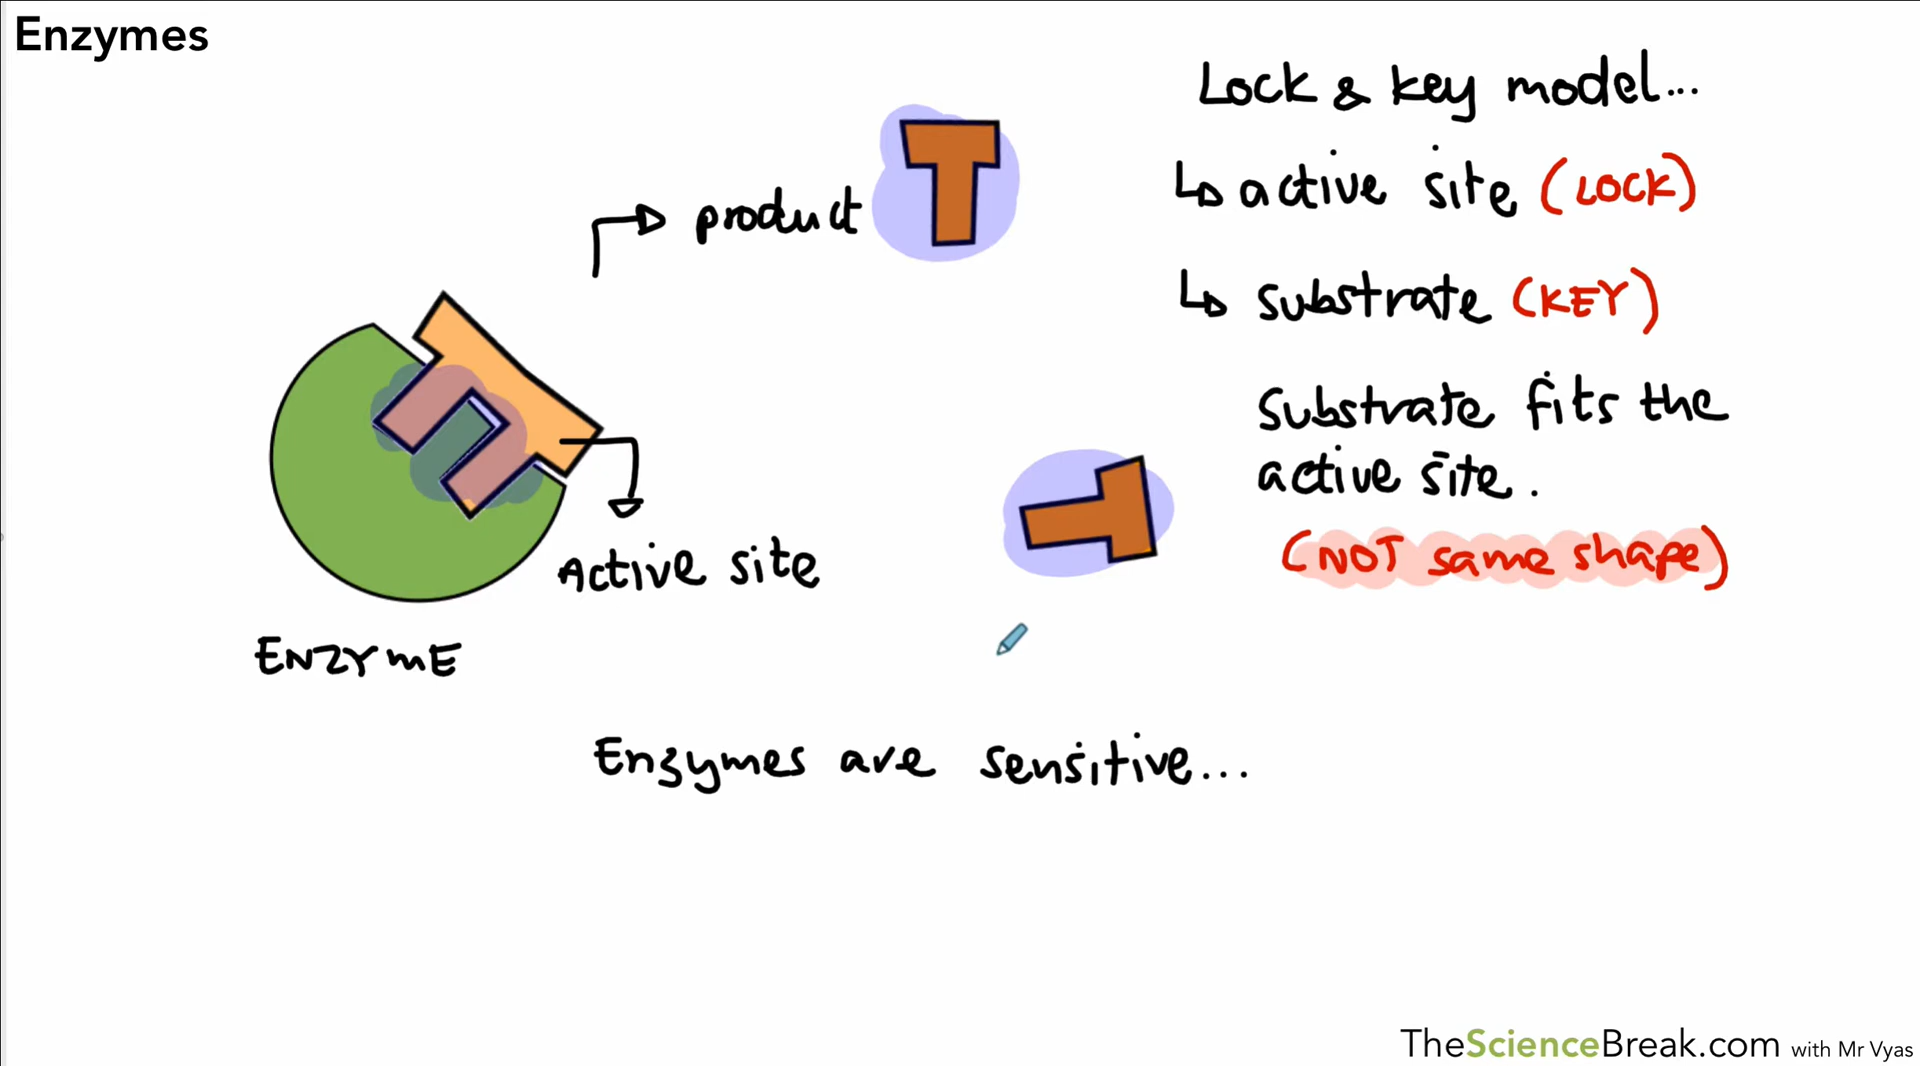 Enzymes
Lock & key model...
↳ active site (LOCK)
product
↳ substrate (KEY)
Substrate fits the
active site.
(NOT same shape)
Active site
ENZYmE
Enzymes are sensitive...
TheScienceBreak.com with Mr Vyas